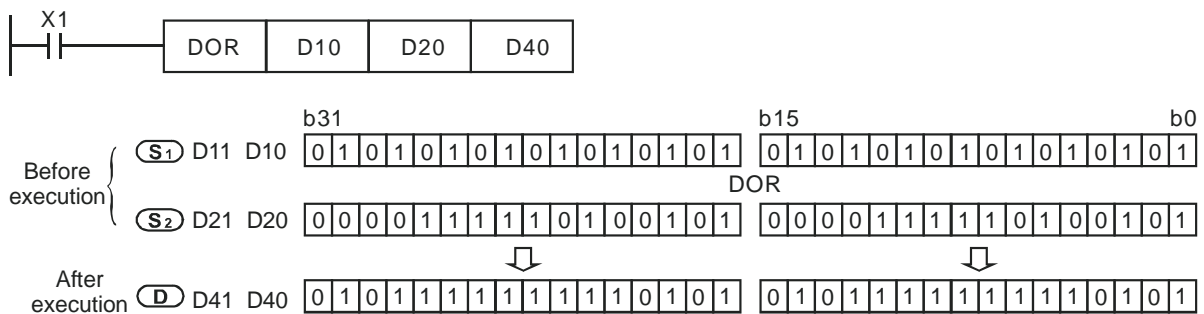 X1
DOR D10 D20 D40
b31 b15 b0
Before execution
S1 D11 D10 0 1 0 1 0 1 0 1 0 1 0 1 0 1 0 1 0 1 0 1 0 1 0 1 0 1 0 1 0 1 0 1
DOR
S2 D21 D20 0 0 0 0 1 1 1 1 1 0 1 0 0 1 0 1 0 0 0 0 1 1 1 1 1 0 1 0 0 1 0 1
After execution
D D41 D40 0 1 0 1 1 1 1 1 1 1 1 1 0 1 0 1 0 1 0 1 1 1 1 1 1 1 1 1 0 1 0 1